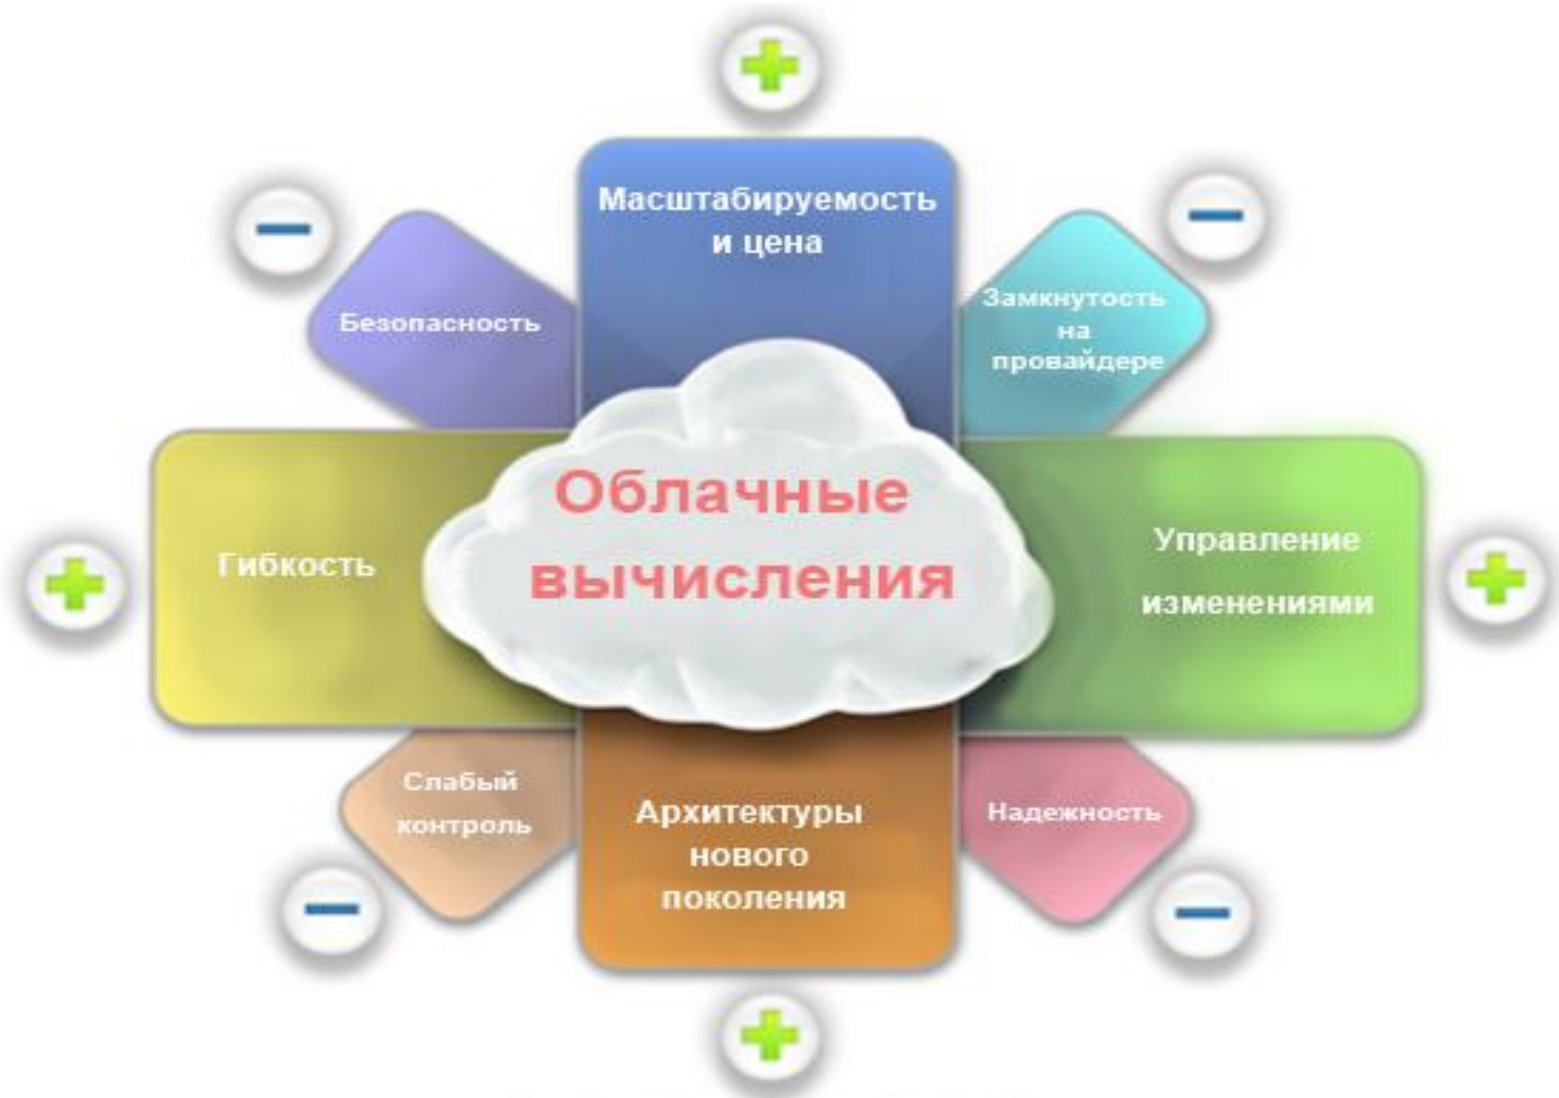 Масштабируемость
и цена
Безопасность
Замкнутость
на
провайдере
Облачные
вычисления
Гибкость
Управление
изменениями
Слабый
контроль
Архитектуры
нового
поколения
Надежность